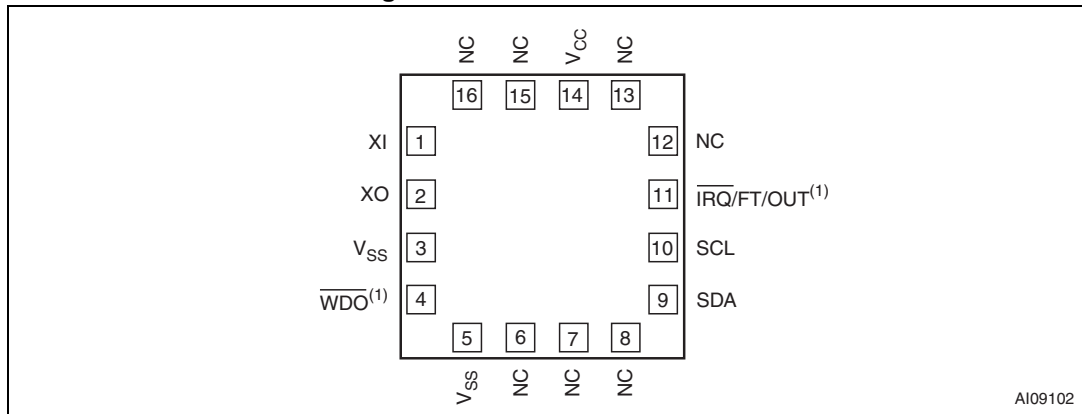 NC NC VCC NC
16 15 14 13
XI 1 12 NC
XO 2 11 IRQ/FT/OUT(1)
VSS 3 10 SCL
WDO(1) 4 9 SDA
5 6 7 8
VSS NC NC NC
AI09102